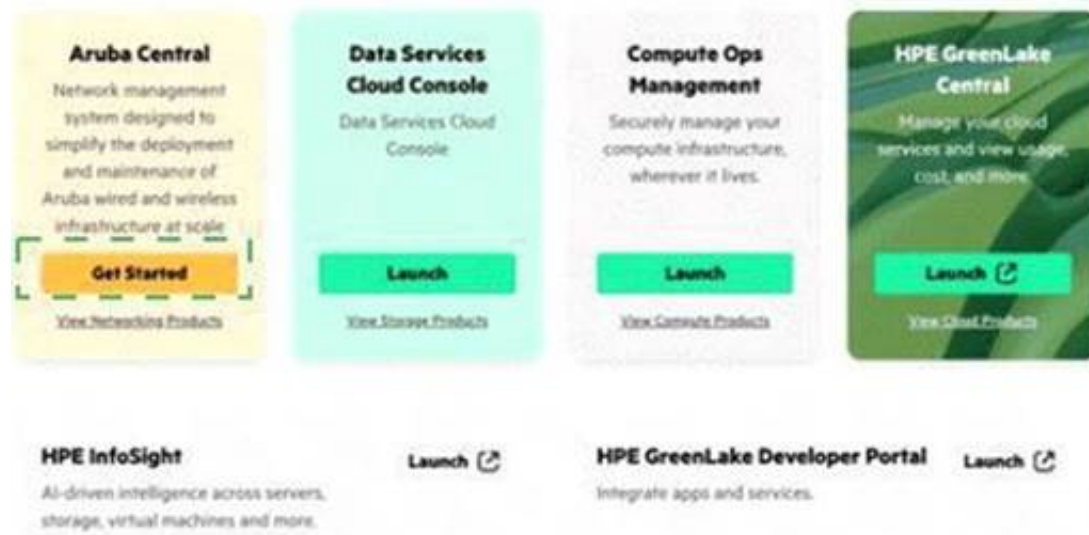 Aruba Central
Network management
system designed to
simplify the deployment
and maintenance of
Aruba wired and wireless
infrastructure at scale
Get Started
View Networking Products
Data Services
Cloud Console
Data Services Cloud
Console
Launch
View Storage Products
Compute Ops
Management
Securely manage your
compute infrastructure,
wherever it lives.
Launch
View Compute Products
HPE GreenLake
Central
Manage your cloud
services and view usage,
cost, and more
Launch
View Cloud Products
HPE InfoSight
Launch
AI-driven intelligence across servers,
storage, virtual machines and more.
HPE GreenLake Developer Portal
Launch
Integrate apps and services.